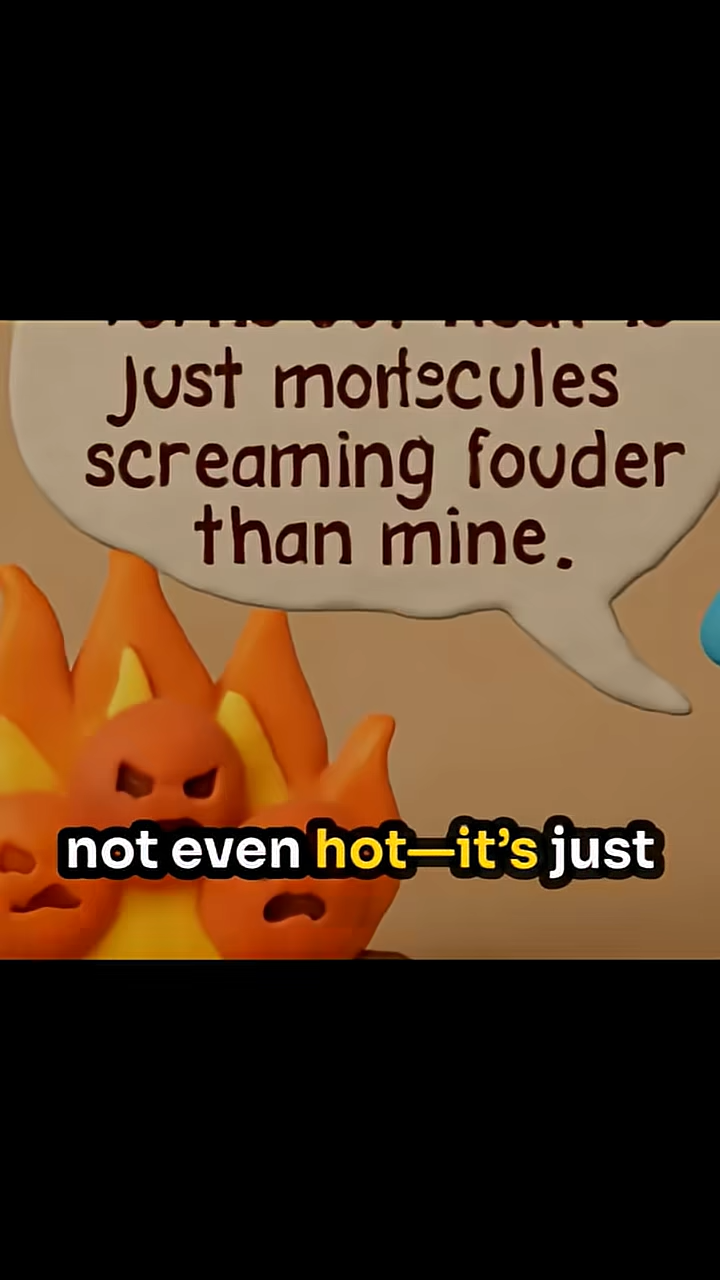 Just morlecules
screaming fouder
than mine.
not even hot—it's just